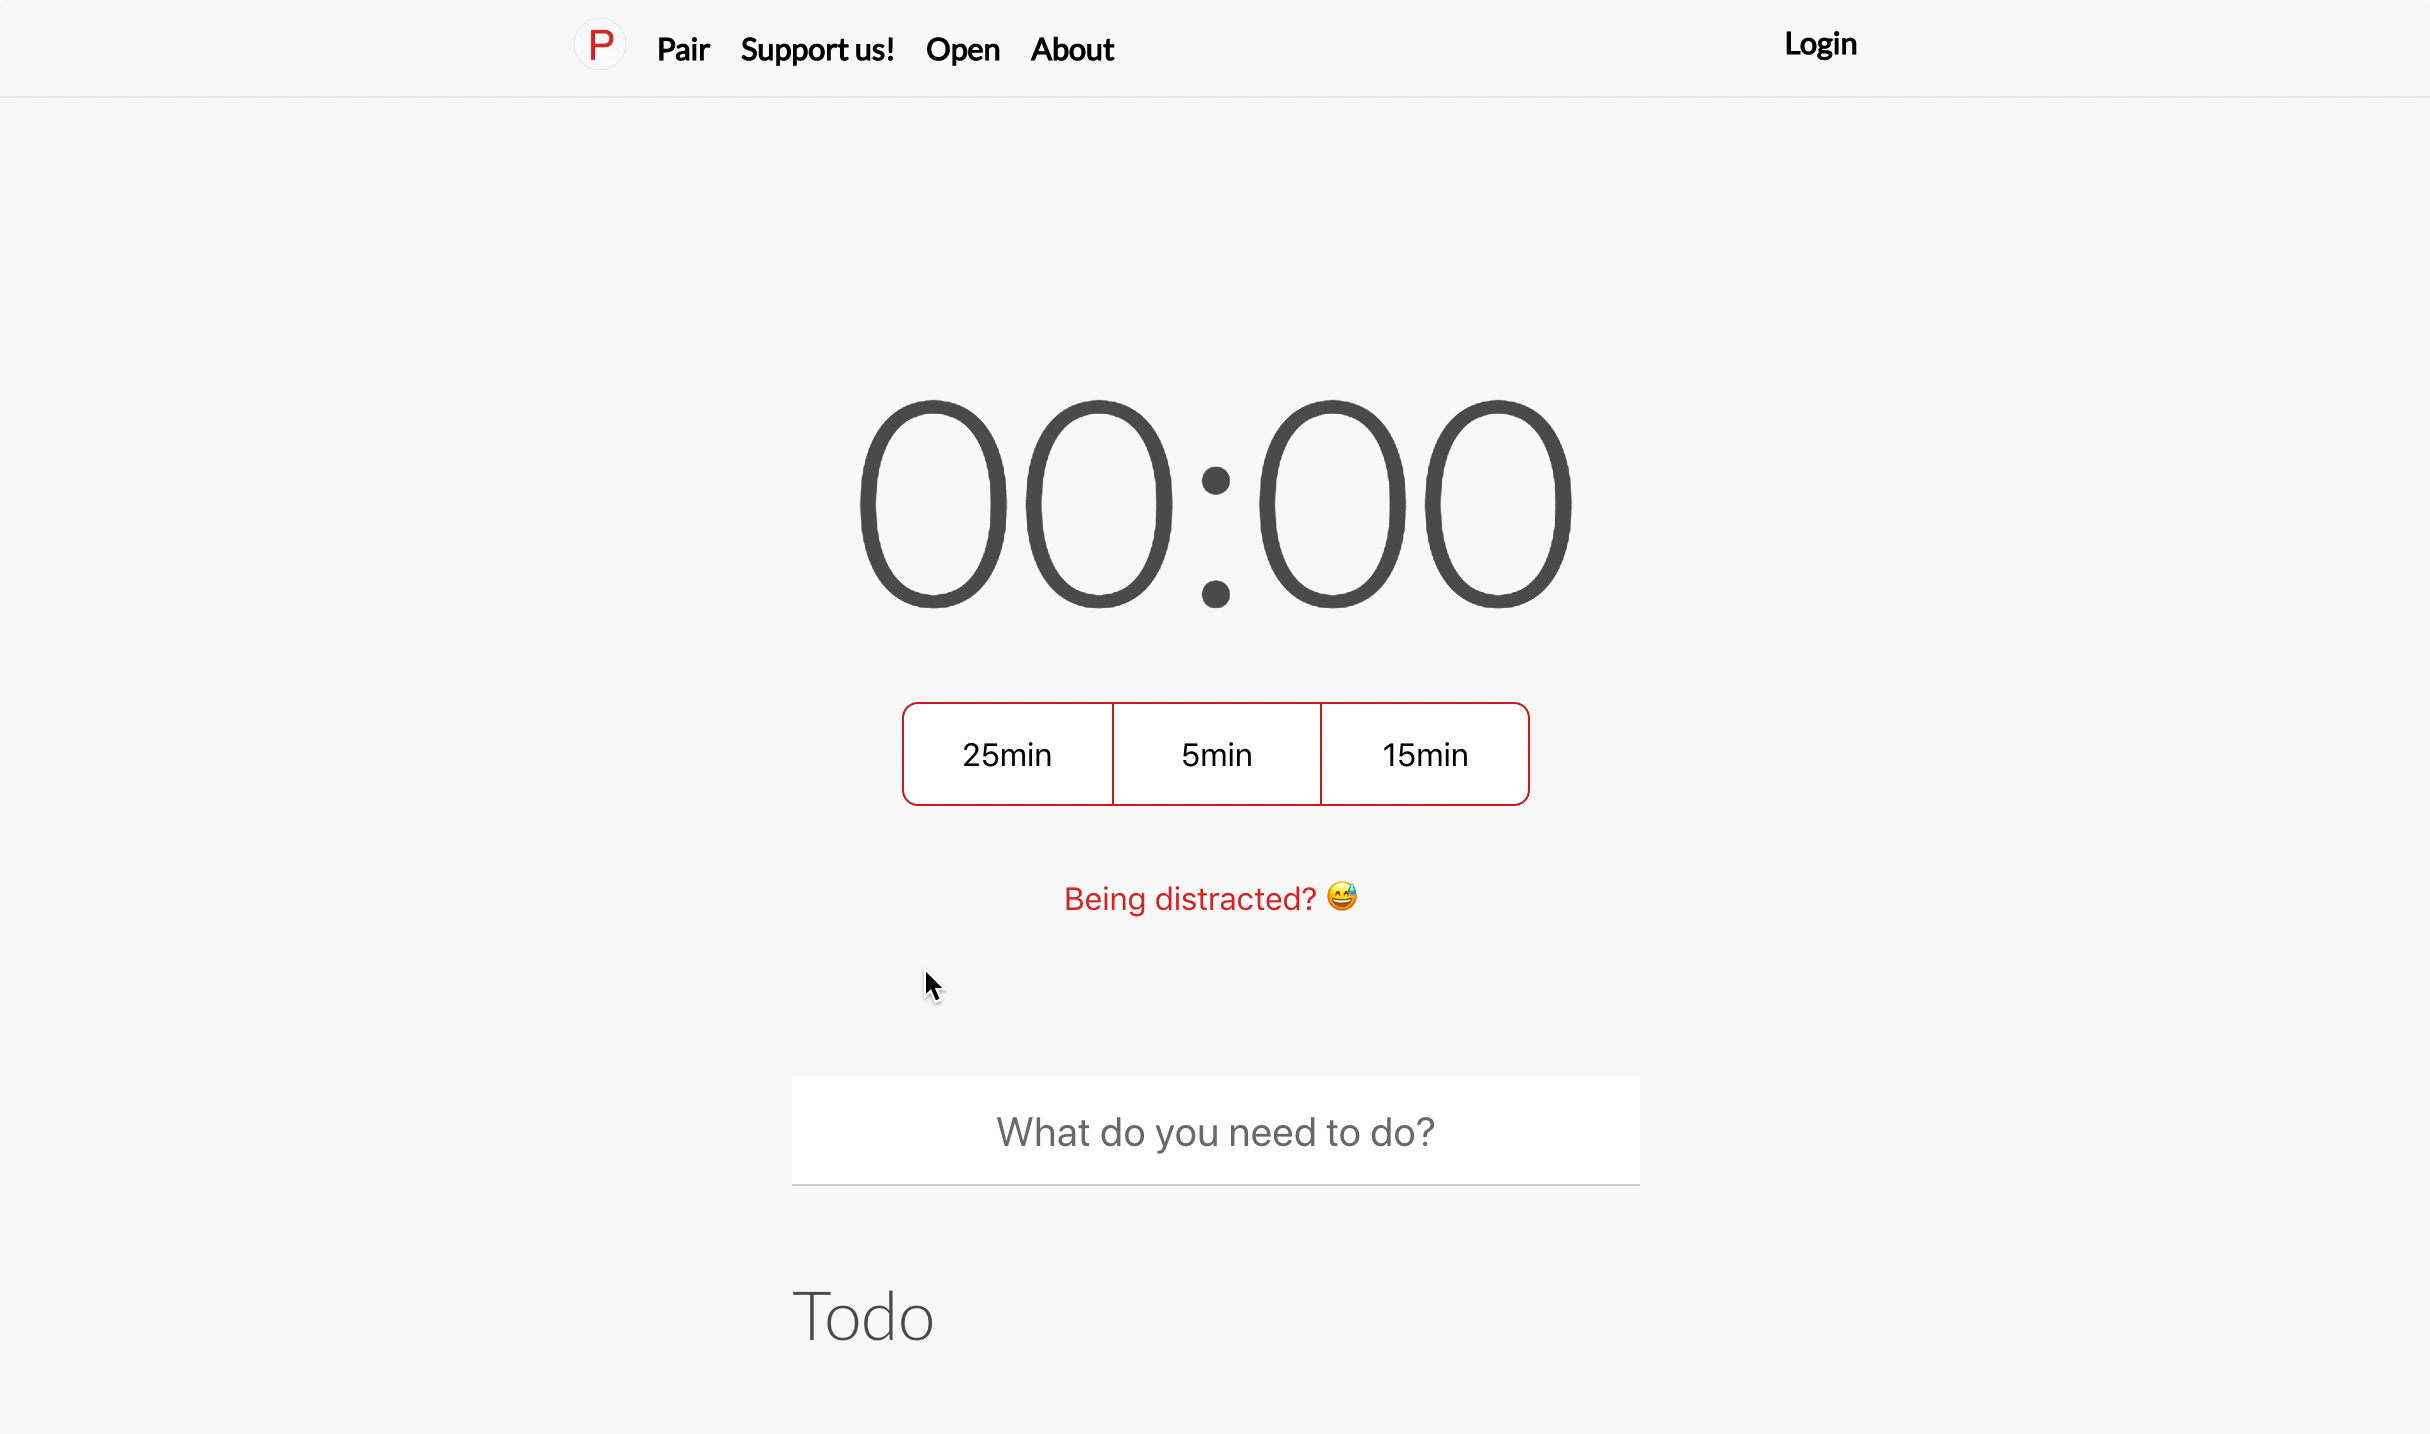 P Pair Support us! Open About Login
00:00
25min 5min 15min
Being distracted? 😅
What do you need to do?
Todo